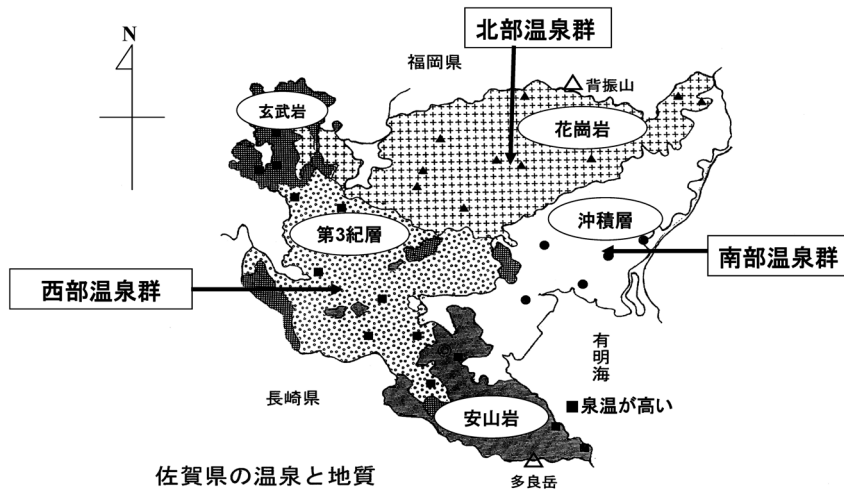 北部温泉群
N
福岡県
背振山
玄武岩
花崗岩
沖積層
第3紀層
南部温泉群
西部温泉群
有明海
長崎県
■泉温が高い
安山岩
佐賀県の温泉と地質
多良岳